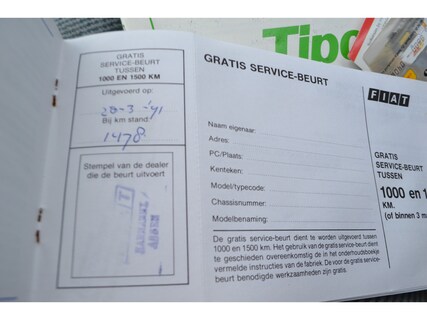 Tipo
GRATIS
SERVICE-BEURT
TUSSEN
1000 EN 1500 KM
Uitgevoerd op:
20-3-'91
Bij km stand:
1478
Stempel van de dealer
die de beurt uitvoert
GRATIS SERVICE-BEURT
Naam eigenaar:
Adres:
PC/Plaats:
Kenteken:
Model/typecode:
Chassisnummer:
Modelbenaming:
De gratis service-beurt dient te worden uitgevoerd tussen
1000 en 1500 km. Het gebruik van de gratis service-beurt dient
te geschieden overeenkomstig de in het onderhoudsboekje
vermelde instructies van de fabriek. De voor de gratis service-
beurt benodigde werkzaamheden zijn gratis.
FIAT
GRATIS
SERVICE-BEURT
TUSSEN
1000 en 1
KM.
(of binnen 3 m